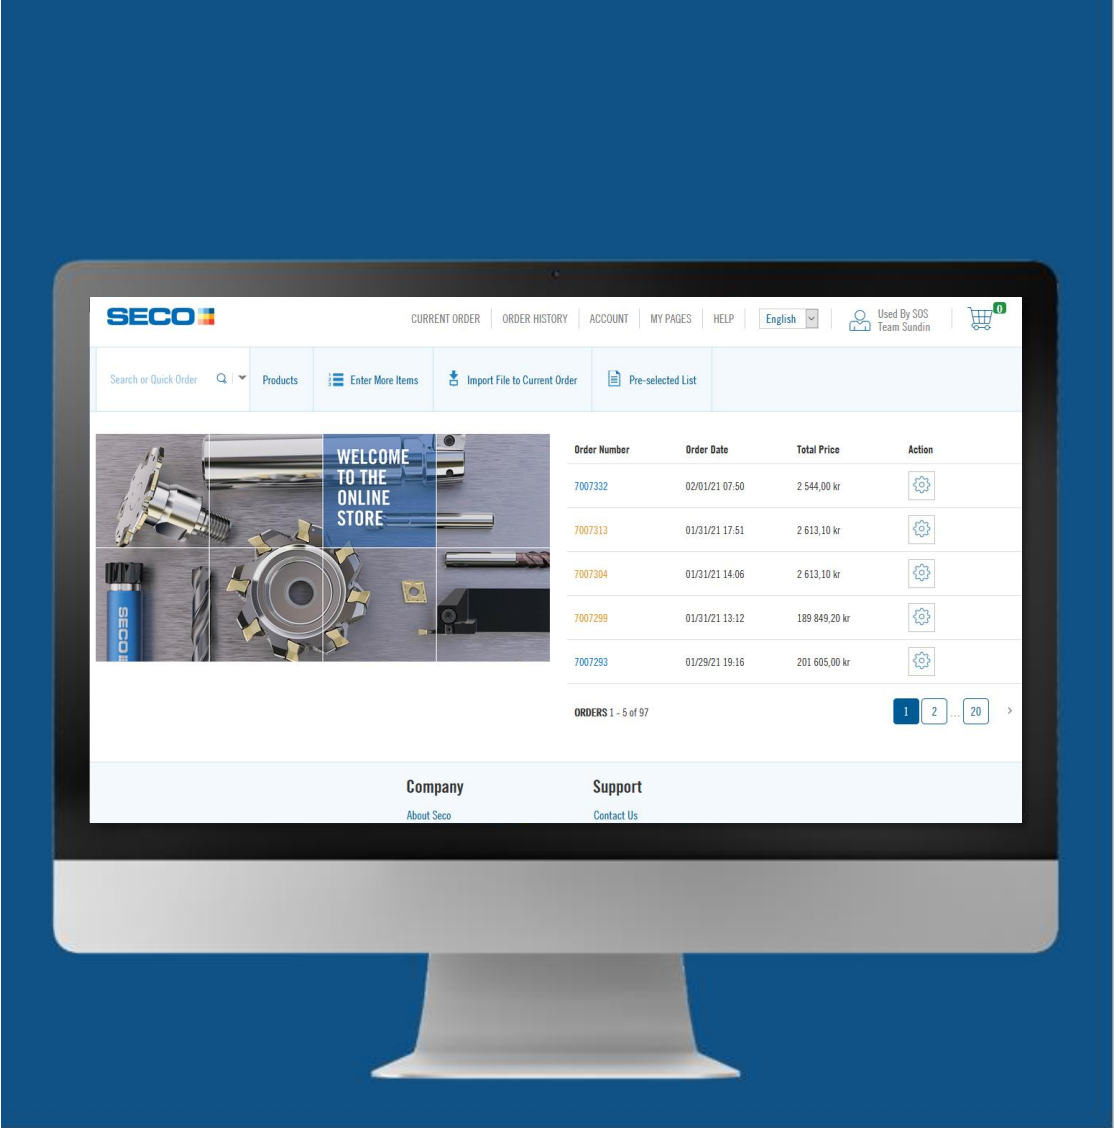 SECO
CURRENT ORDER
ORDER HISTORY
ACCOUNT
MY PAGES
HELP
English
Used By SOS
Team Sundin
0
Search or Quick Order
Products
Enter More Items
Import File to Current Order
Pre-selected List
WELCOME
TO THE
ONLINE
STORE
SECO
Order Number Order Date Total Price Action
7007332 02/01/21 07:50 2 544,00 kr
7007313 01/31/21 17:51 2 613,10 kr
7007304 01/31/21 14:06 2 613,10 kr
7007299 01/31/21 13:12 189 849,20 kr
7007293 01/29/21 19:16 201 605,00 kr
ORDERS 1 - 5 of 97
1 2 ... 20 >
Company
About Seco
Support
Contact Us